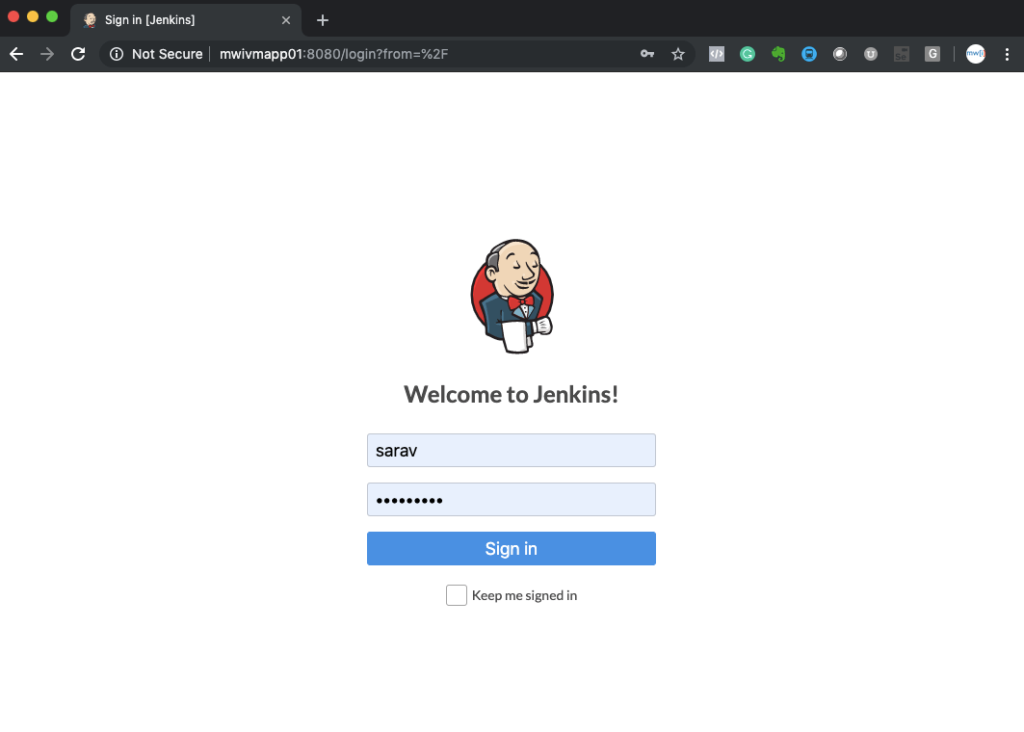 Sign in [Jenkins]
Not Secure mwivmapp01:8080/login?from=%2F
Welcome to Jenkins!
sarav
•••••••••
Sign in
Keep me signed in